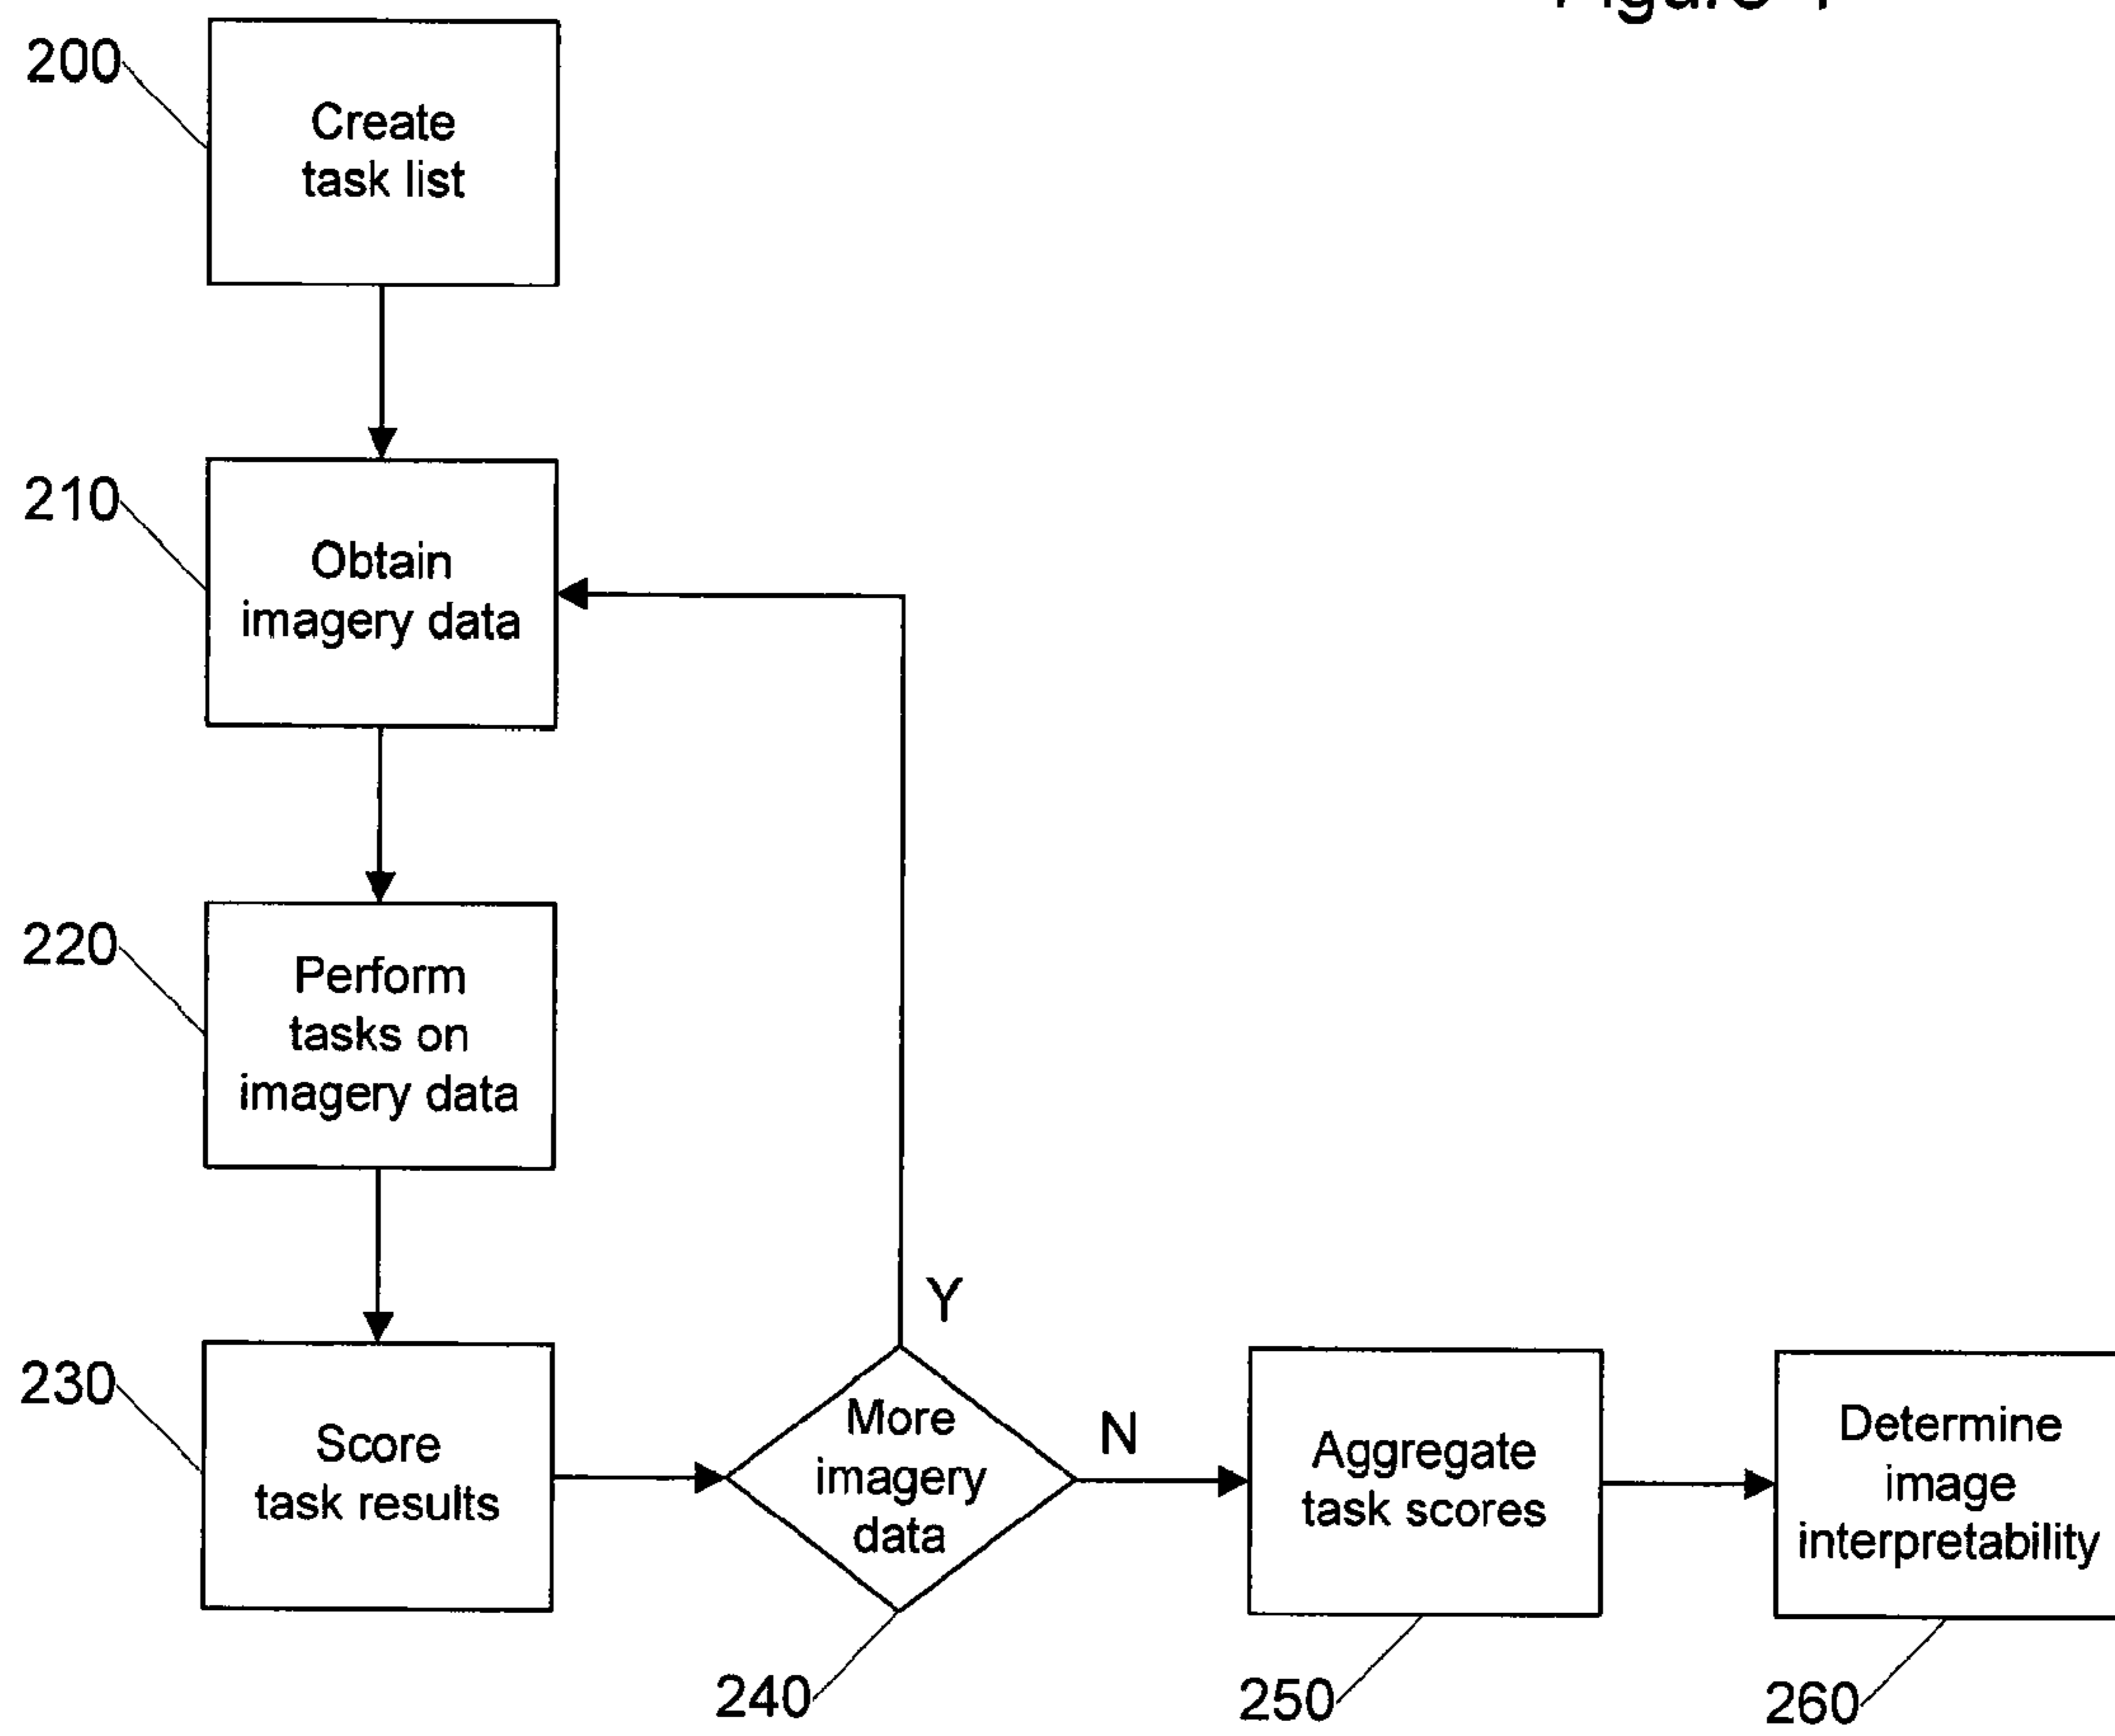 200
Create
task list
210
Obtain
imagery data
220
Perform
tasks on
imagery data
230
Score
task results
Y
More
imagery
data
N
240
Aggregate
task scores
250
Determine
image
interpretability
260